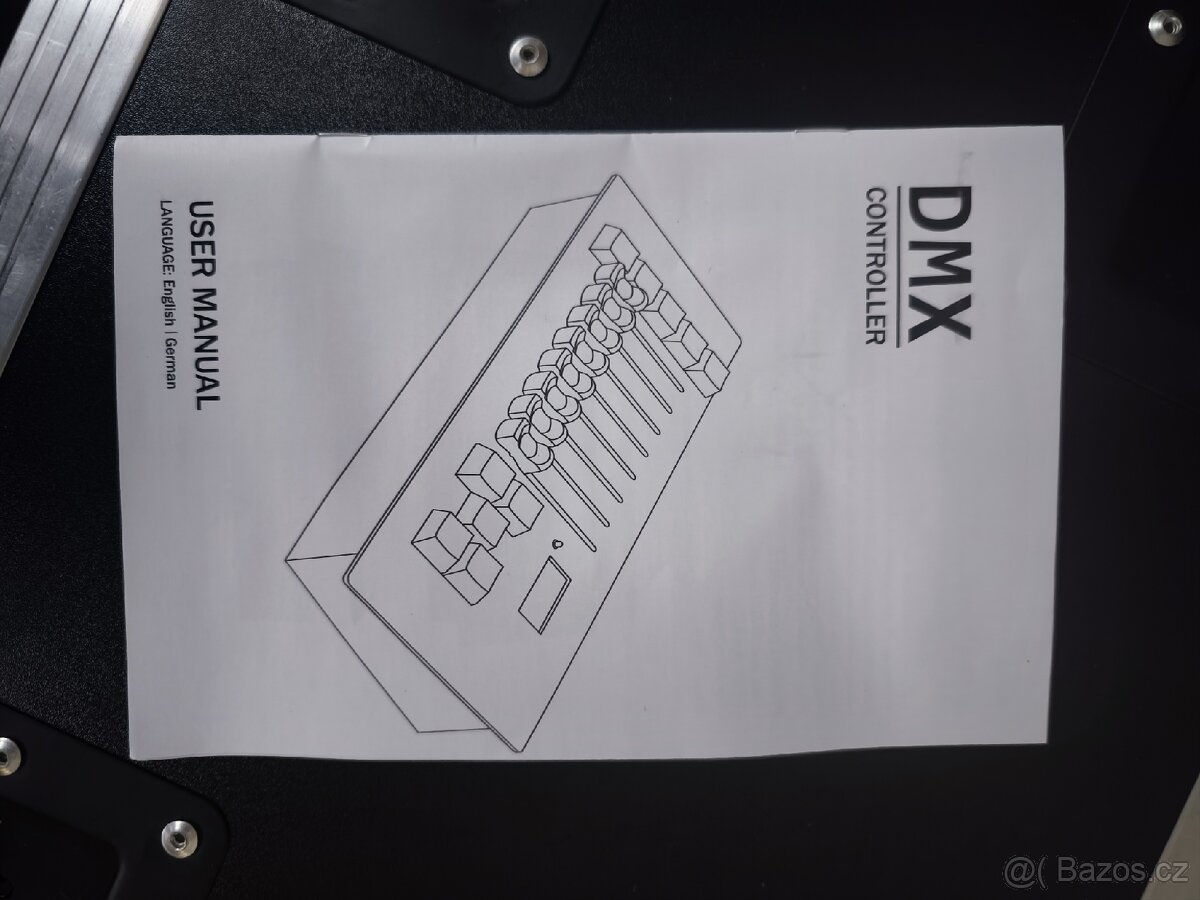 DMX
CONTROLLER
USER MANUAL
LANGUAGE: English | German
@( Bazos.cz